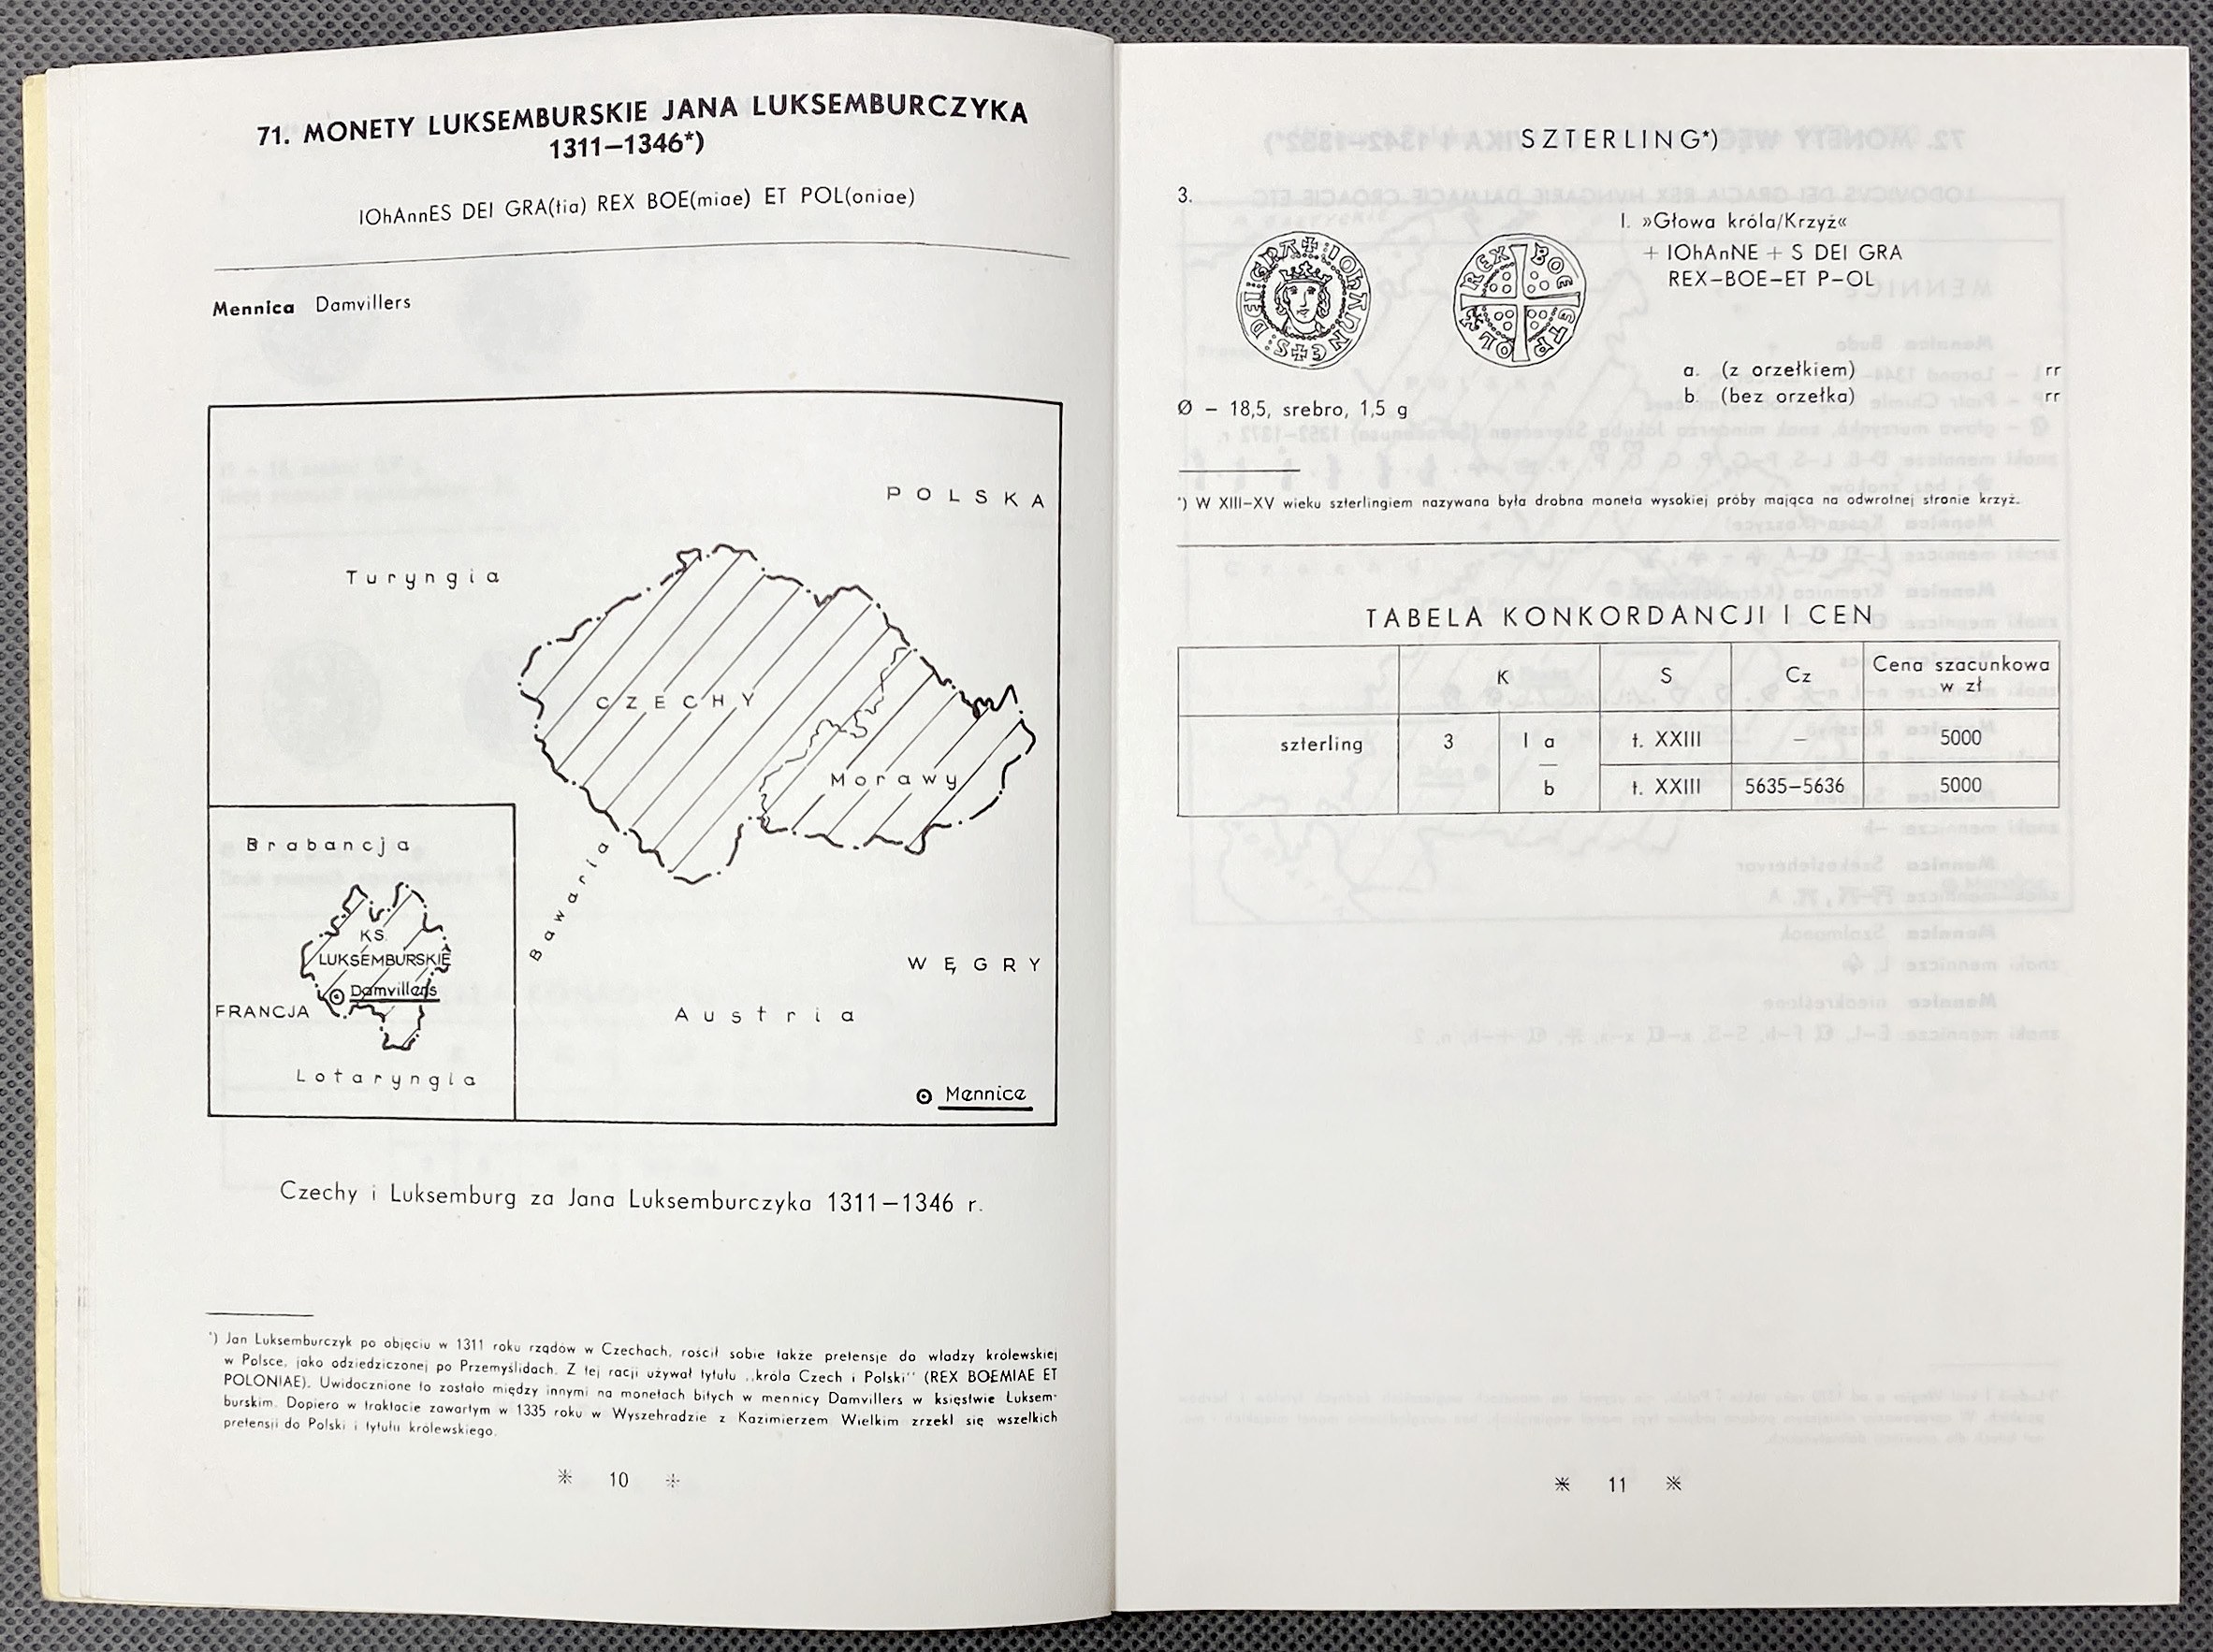 71. MONETY LUKSEMBURSKIE JANA LUKSEMBURCZYKA
1311–1346*)
IOhAnnES DEI GRA(tia) REX BOE(miae) ET POL(oniae)
Mennica Damvillers
POLSKA
Turyngia
CZECHY
Morawy
Brabancja
Bawaria
KS.
LUKSEMBURSKIE
WĘGRY
Damvillers
FRANCJA
Austria
Lotaryngia
Mennice
Czechy i Luksemburg za Jana Luksemburczyka 1311–1346 r.
*) Jan Luksemburczyk po objęciu w 1311 roku rządów w Czechach, rościł sobie także pretensje do władzy królewskiej
w Polsce, jako odziedziczonej po Przemyślidach. Z tej racji używał tytułu „króla Czech i Polski" (REX BOEMIAE ET
POLONIAE). Uwidocznione to zostało między innymi na monetach bitych w mennicy Damvillers w księstwie Luksem-
burskim. Dopiero w traktacie zawartym w 1335 roku w Wyszehradzie z Kazimierzem Wielkim zrzekł się wszelkich
pretensji do Polski i tytułu królewskiego.
※ 10 ※
SZTERLING*)
3.
I. »Głowa króla/Krzyż«
+ IOhAnNE + S DEI GRA
REX–BOE–ET P–OL
+:IOhAnNE+S:DEI:GRA
REX BOE ETP OL
a. (z orzełkiem) rr
b. (bez orzełka) rr
Ø – 18,5, srebro, 1,5 g
*) W XIII–XV wieku szterlingiem nazywana była drobna moneta wysokiej próby mająca na odwrotnej stronie krzyż.
TABELA KONKORDANCJI I CEN
K S Cz Cena szacunkowa
w zł
szterling 3 I a t. XXIII – 5000
b t. XXIII 5635–5636 5000
※ 11 ※